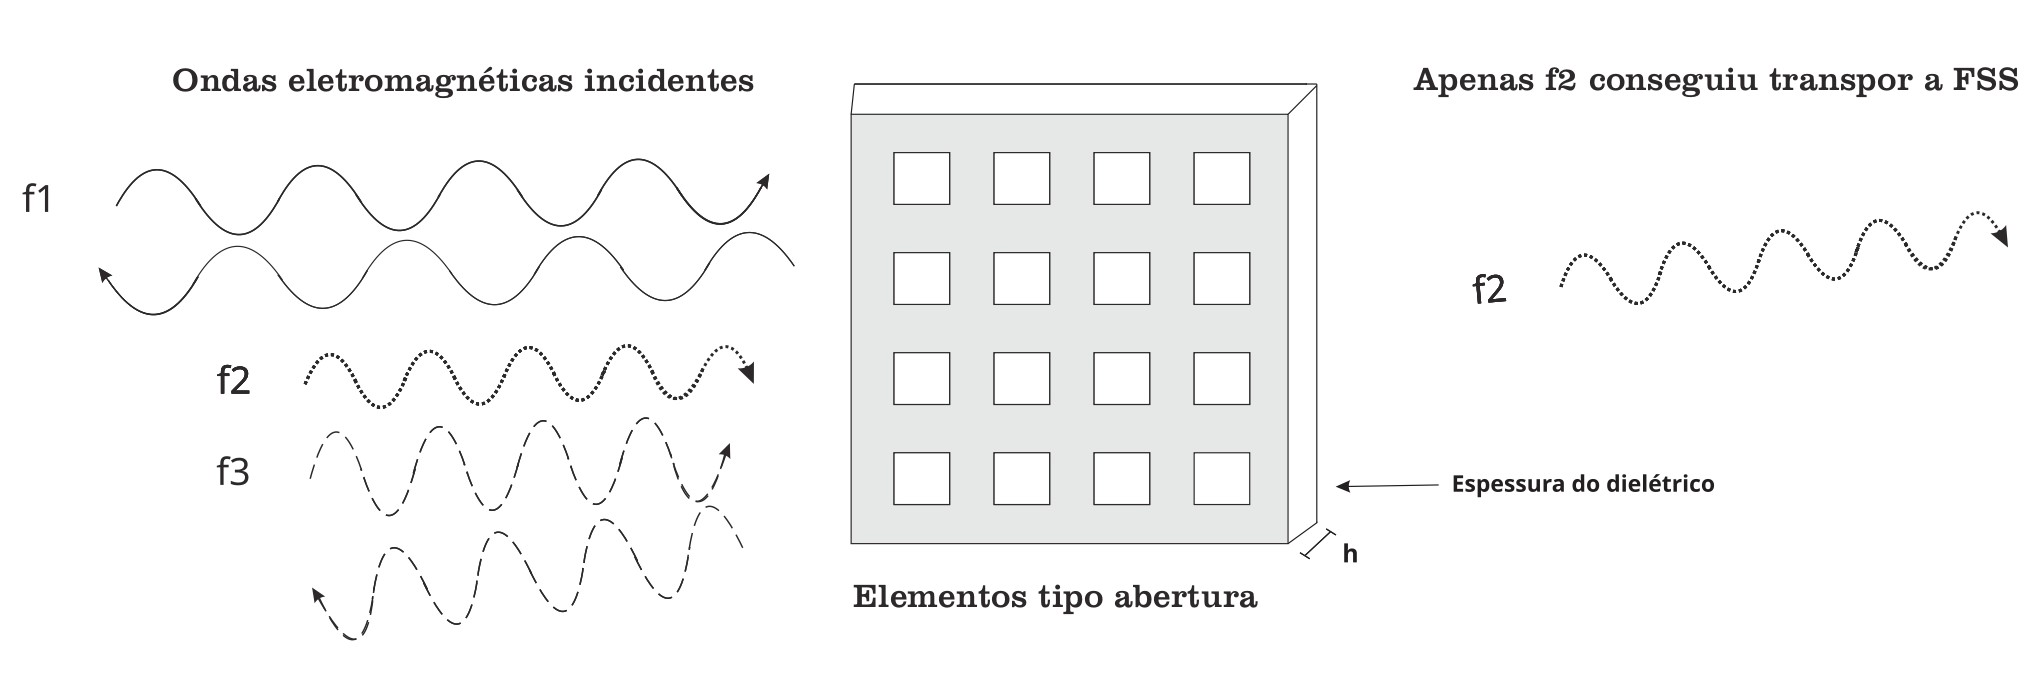 Ondas eletromagnéticas incidentes
Apenas f2 conseguiu transpor a FSS
f1
f2
f2
f3
Espessura do dielétrico
h
Elementos tipo abertura